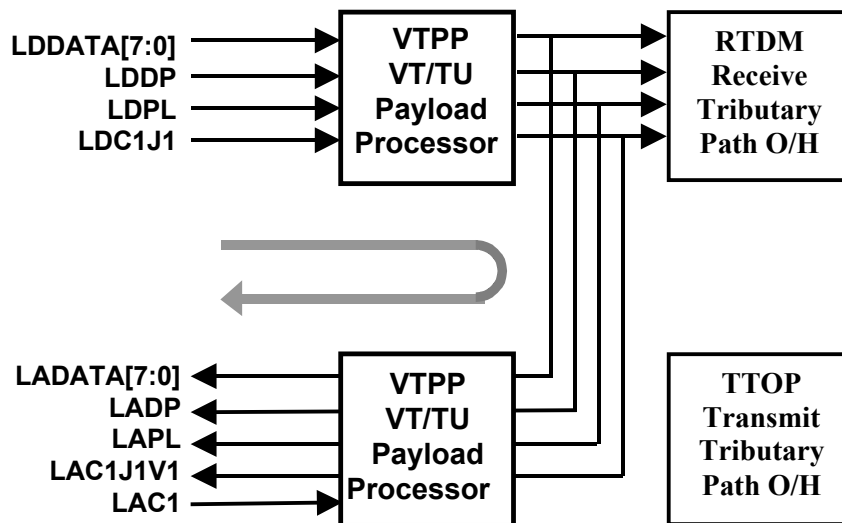 LDDATA[7:0]
LDDP
LDPL
LDC1J1
VTPP
VT/TU
Payload
Processor
RTDM
Receive
Tributary
Path O/H
LADATA[7:0]
LADP
LAPL
LAC1J1V1
LAC1
VTPP
VT/TU
Payload
Processor
TTOP
Transmit
Tributary
Path O/H